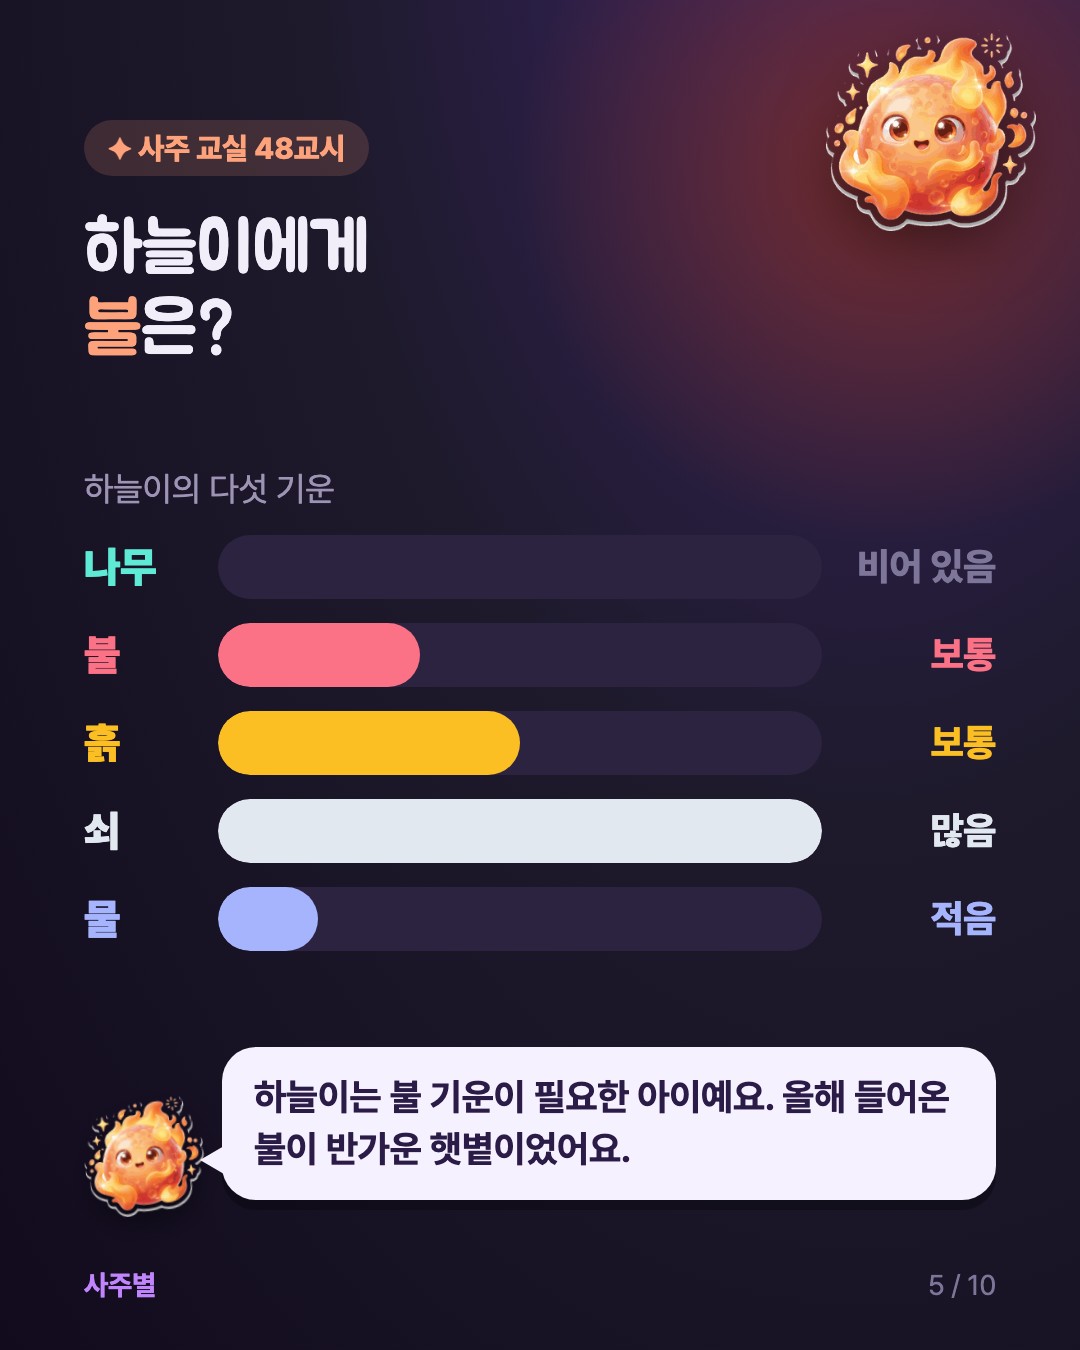 ✦ 사주 교실 48교시
하늘이에게
불은?
하늘이의 다섯 기운
나무 비어 있음
불 보통
흙 보통
쇠 많음
물 적음
하늘이는 불 기운이 필요한 아이예요. 올해 들어온
불이 반가운 햇볕이었어요.
사주별 5 / 10